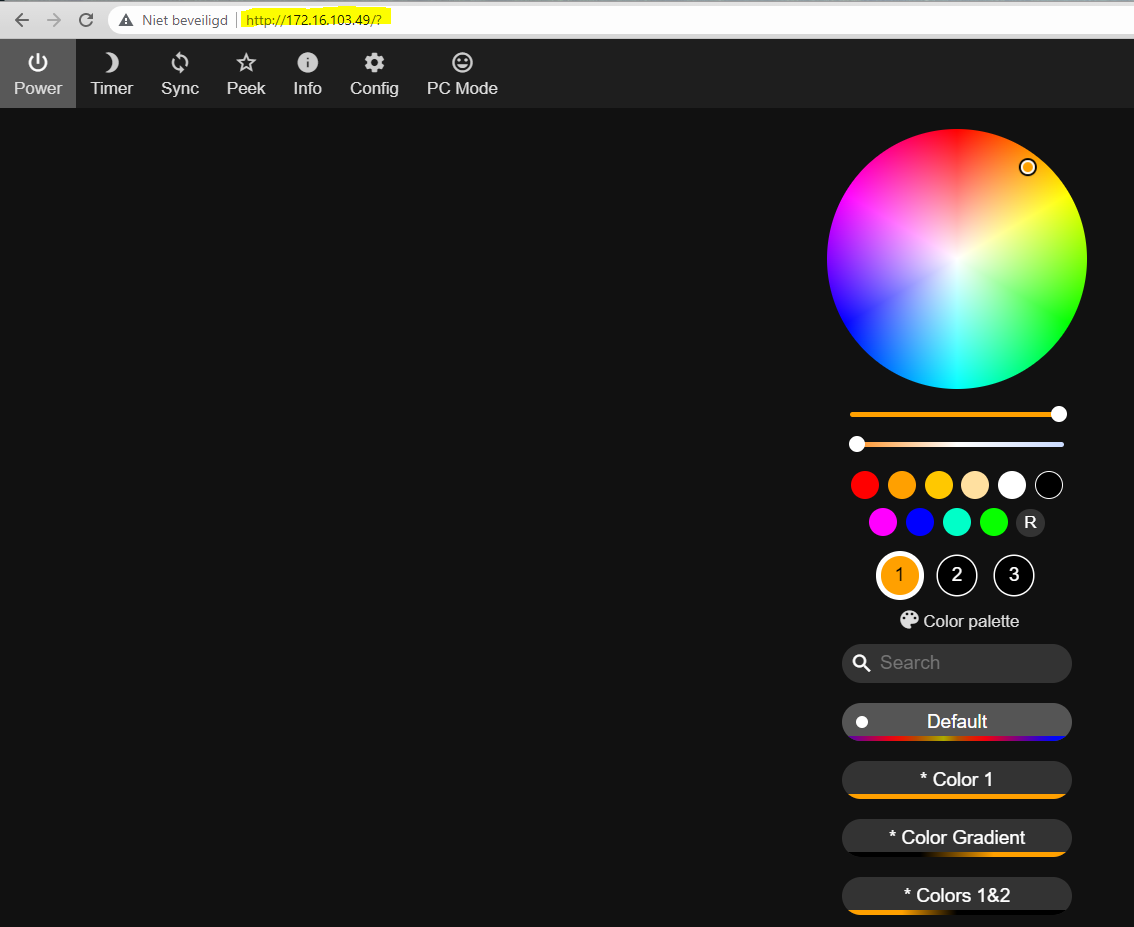 Niet beveiligd | http://172.16.103.49/?
Power Timer Sync Peek Info Config PC Mode
R
1 2 3
Color palette
Search
Default
* Color 1
* Color Gradient
* Colors 1&2